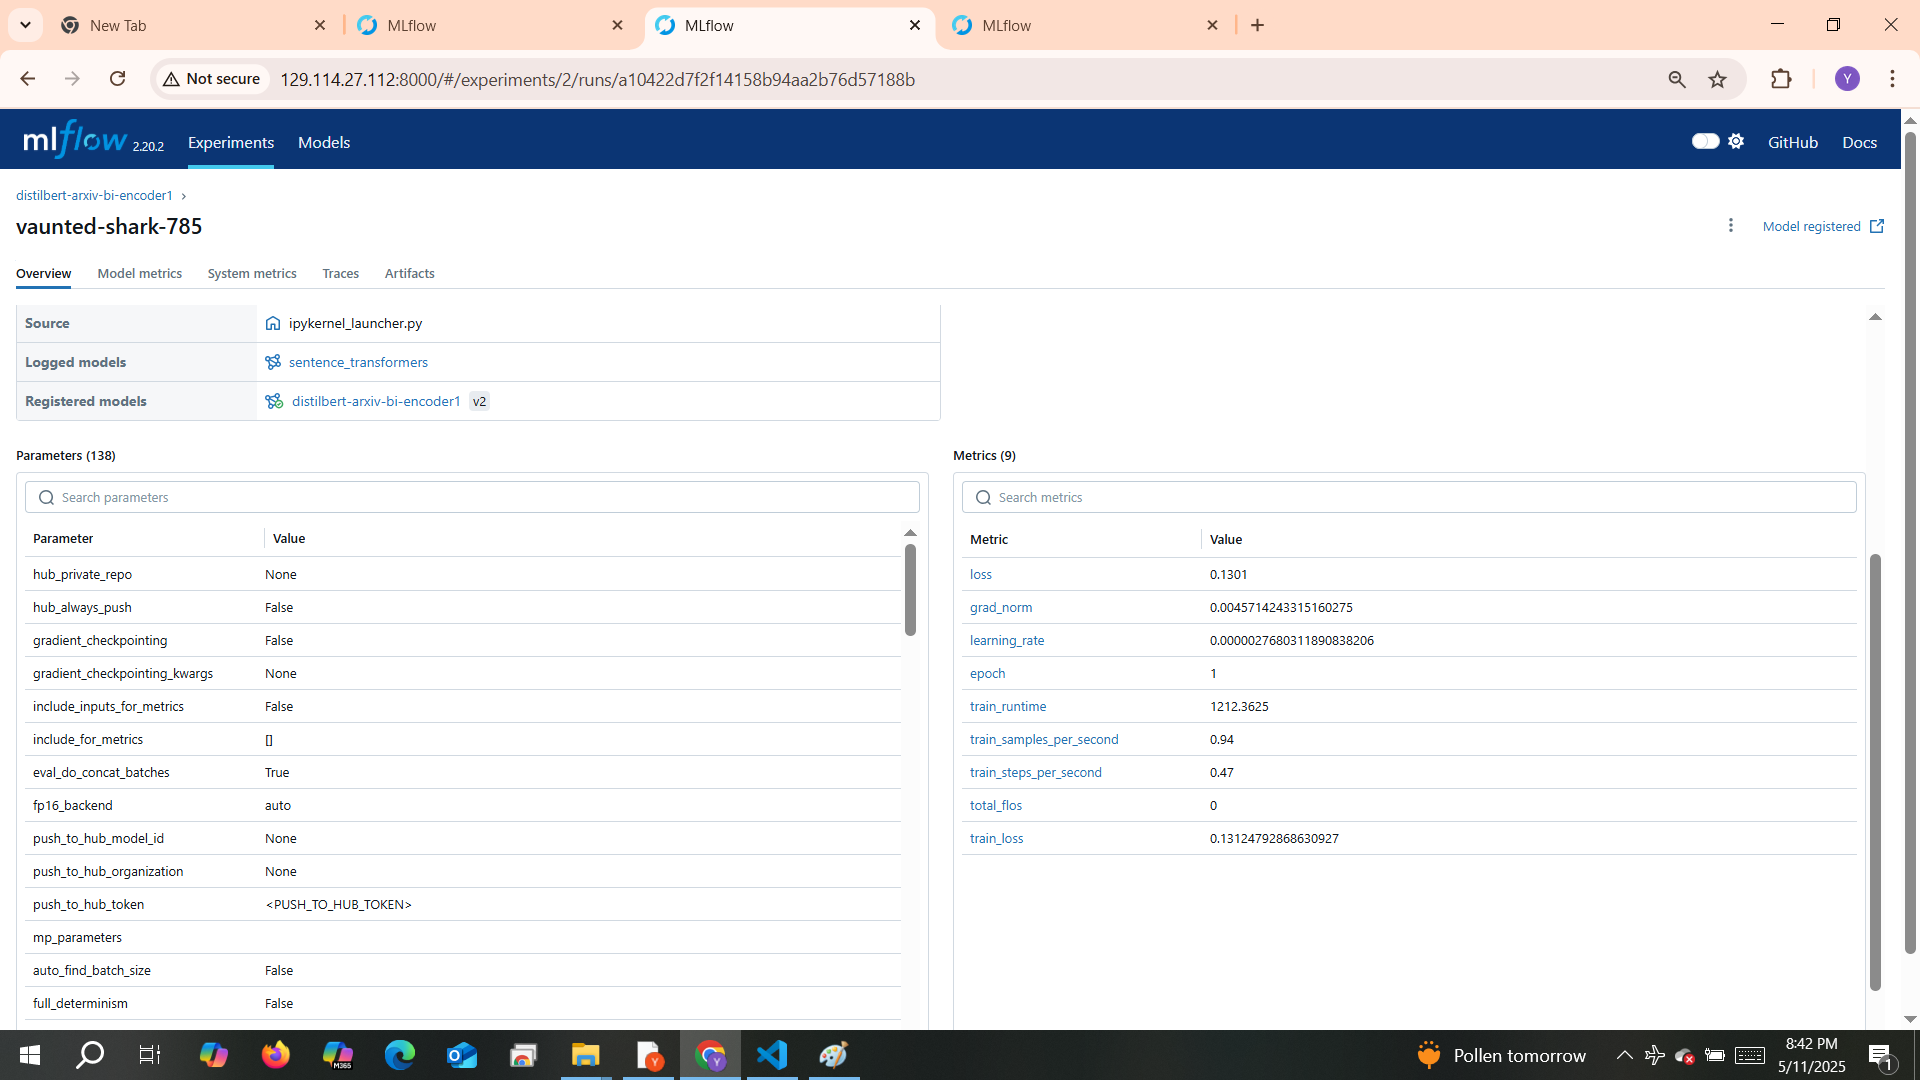 New Tab
MLflow
MLflow
MLflow
Not secure
129.114.27.112:8000/#/experiments/2/runs/a10422d7f2f14158b94aa2b76d57188b
Y
mlflow 2.20.2
Experiments
Models
GitHub
Docs
distilbert-arxiv-bi-encoder1 ›
vaunted-shark-785
Model registered
Overview
Model metrics
System metrics
Traces
Artifacts
Source ipykernel_launcher.py
Logged models sentence_transformers
Registered models distilbert-arxiv-bi-encoder1 v2
Parameters (138)
Search parameters
Parameter Value
hub_private_repo None
hub_always_push False
gradient_checkpointing False
gradient_checkpointing_kwargs None
include_inputs_for_metrics False
include_for_metrics []
eval_do_concat_batches True
fp16_backend auto
push_to_hub_model_id None
push_to_hub_organization None
push_to_hub_token <PUSH_TO_HUB_TOKEN>
mp_parameters
auto_find_batch_size False
full_determinism False
Metrics (9)
Search metrics
Metric Value
loss 0.1301
grad_norm 0.0045714243315160275
learning_rate 0.0000027680311890838206
epoch 1
train_runtime 1212.3625
train_samples_per_second 0.94
train_steps_per_second 0.47
total_flos 0
train_loss 0.13124792868630927
M365
Y
Y
Pollen tomorrow
8:42 PM
5/11/2025
1